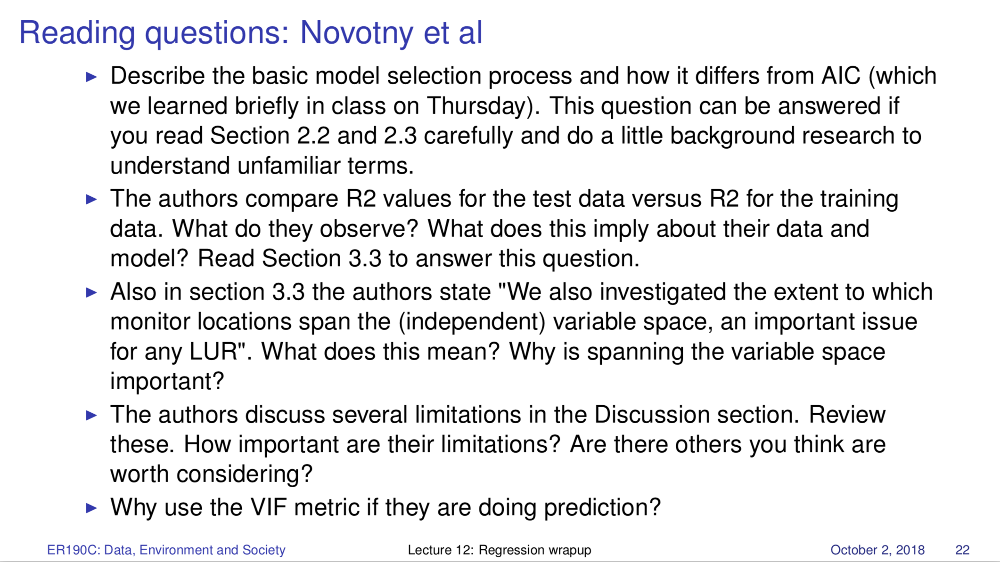 Reading questions: Novotny et al
▶ Describe the basic model selection process and how it differs from AIC (which
we learned briefly in class on Thursday). This question can be answered if
you read Section 2.2 and 2.3 carefully and do a little background research to
understand unfamiliar terms.
▶ The authors compare R2 values for the test data versus R2 for the training
data. What do they observe? What does this imply about their data and
model? Read Section 3.3 to answer this question.
▶ Also in section 3.3 the authors state "We also investigated the extent to which
monitor locations span the (independent) variable space, an important issue
for any LUR". What does this mean? Why is spanning the variable space
important?
▶ The authors discuss several limitations in the Discussion section. Review
these. How important are their limitations? Are there others you think are
worth considering?
▶ Why use the VIF metric if they are doing prediction?
ER190C: Data, Environment and Society Lecture 12: Regression wrapup October 2, 2018 22